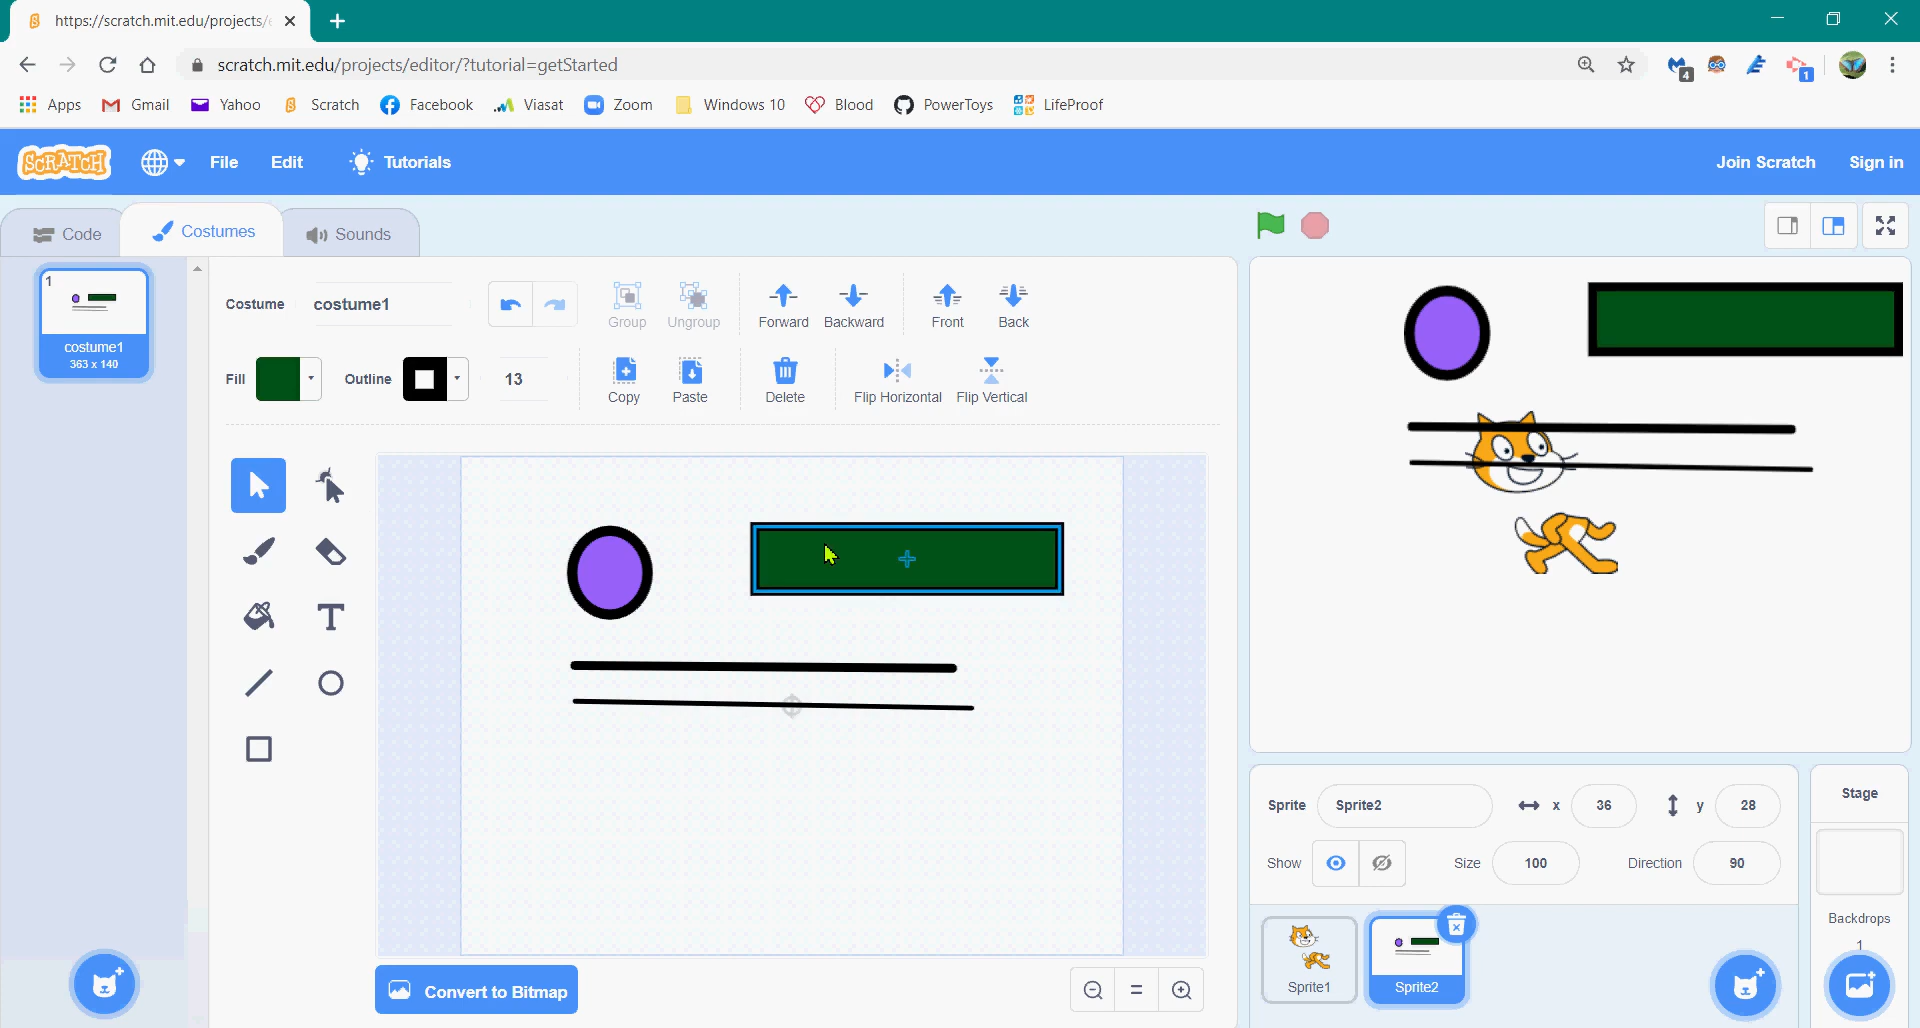 https://scratch.mit.edu/projects/
scratch.mit.edu/projects/editor/?tutorial=getStarted
4
1
Apps Gmail Yahoo Scratch Facebook Viasat Zoom Windows 10 Blood PowerToys LifeProof
SCRATCH File Edit Tutorials Join Scratch Sign in
Code Costumes Sounds
1
costume1
363 x 140
Costume costume1 Group Ungroup Forward Backward Front Back
Fill Outline 13 Copy Paste Delete Flip Horizontal Flip Vertical
Convert to Bitmap
Sprite Sprite2 x 36 y 28
Show Size 100 Direction 90
Sprite1 Sprite2
Stage
Backdrops
1